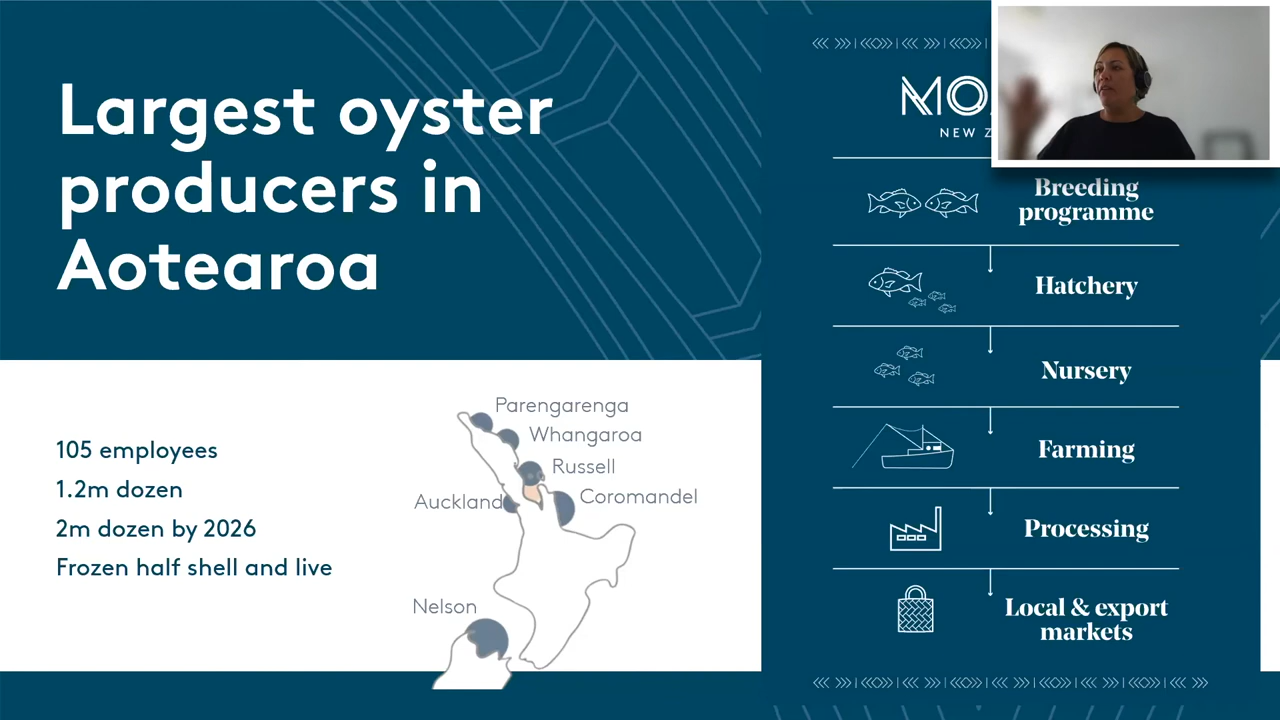 Largest oyster
producers in
Aotearoa
105 employees
1.2m dozen
2m dozen by 2026
Frozen half shell and live
Parengarenga
Whangaroa
Russell
Auckland
Coromandel
Nelson
Breeding
programme
Hatchery
Nursery
Farming
Processing
Local & export
markets